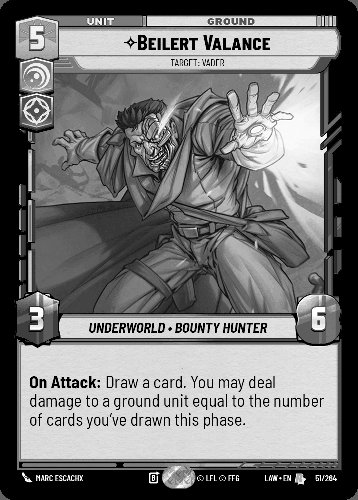 UNIT
GROUND
5
✧BEILERT VALANCE
TARGET: VADER
3
6
UNDERWORLD • BOUNTY HUNTER
On Attack: Draw a card. You may deal
damage to a ground unit equal to the number
of cards you’ve drawn this phase.
MARC ESCACHX
© LFL © FFG
LAW • EN
51/264